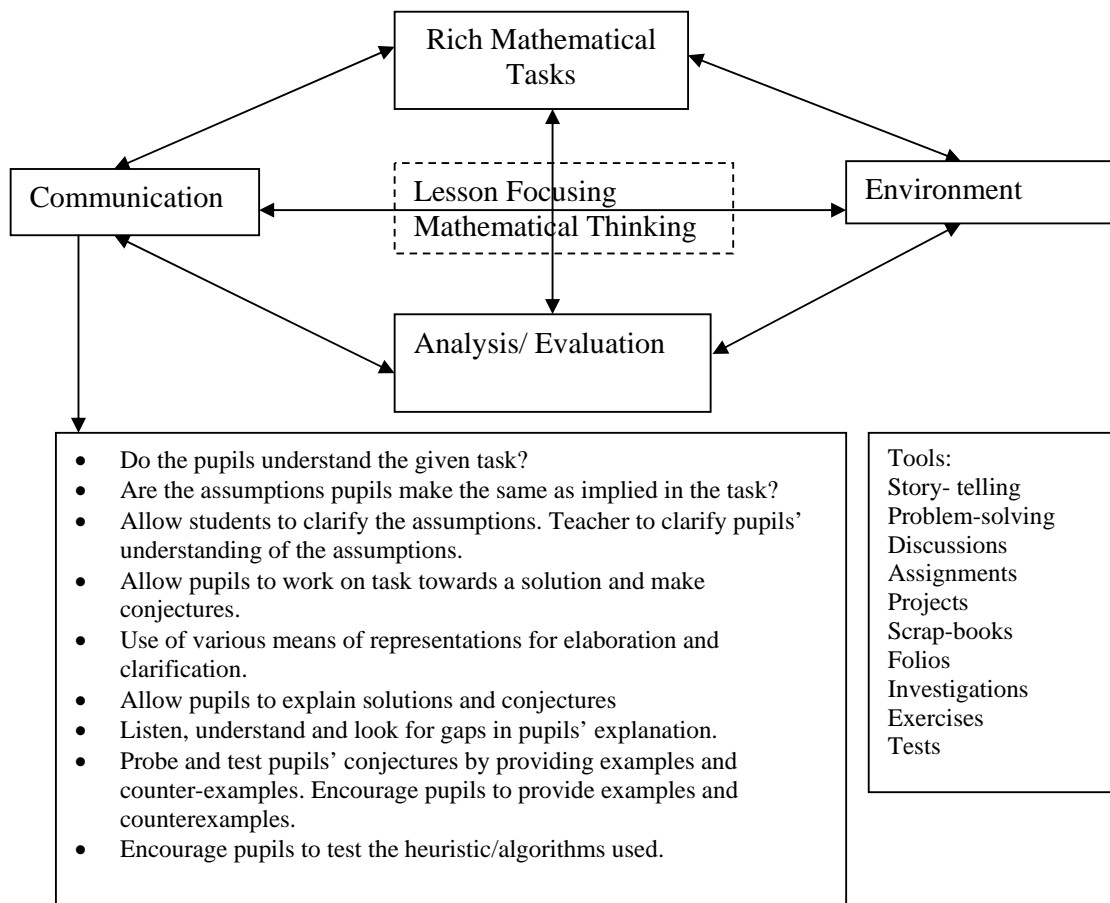 Rich Mathematical
Tasks
Communication
Lesson Focusing
Mathematical Thinking
Environment
Analysis/ Evaluation
• Do the pupils understand the given task?
• Are the assumptions pupils make the same as implied in the task?
• Allow students to clarify the assumptions. Teacher to clarify pupils’
understanding of the assumptions.
• Allow pupils to work on task towards a solution and make
conjectures.
• Use of various means of representations for elaboration and
clarification.
• Allow pupils to explain solutions and conjectures
• Listen, understand and look for gaps in pupils’ explanation.
• Probe and test pupils’ conjectures by providing examples and
counter-examples. Encourage pupils to provide examples and
counterexamples.
• Encourage pupils to test the heuristic/algorithms used.
Tools:
Story- telling
Problem-solving
Discussions
Assignments
Projects
Scrap-books
Folios
Investigations
Exercises
Tests